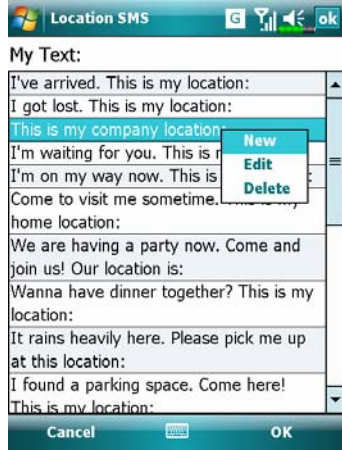 Location SMS
G
ok
My Text:
I've arrived. This is my location:
I got lost. This is my location:
This is my company location:
New
I'm waiting for you. This is
Edit
I'm on my way now. This is :
Delete
Come to visit me sometime. This is my
home location:
We are having a party now. Come and
join us! Our location is:
Wanna have dinner together? This is my
location:
It rains heavily here. Please pick me up
at this location:
I found a parking space. Come here!
This is my location:
Cancel
OK